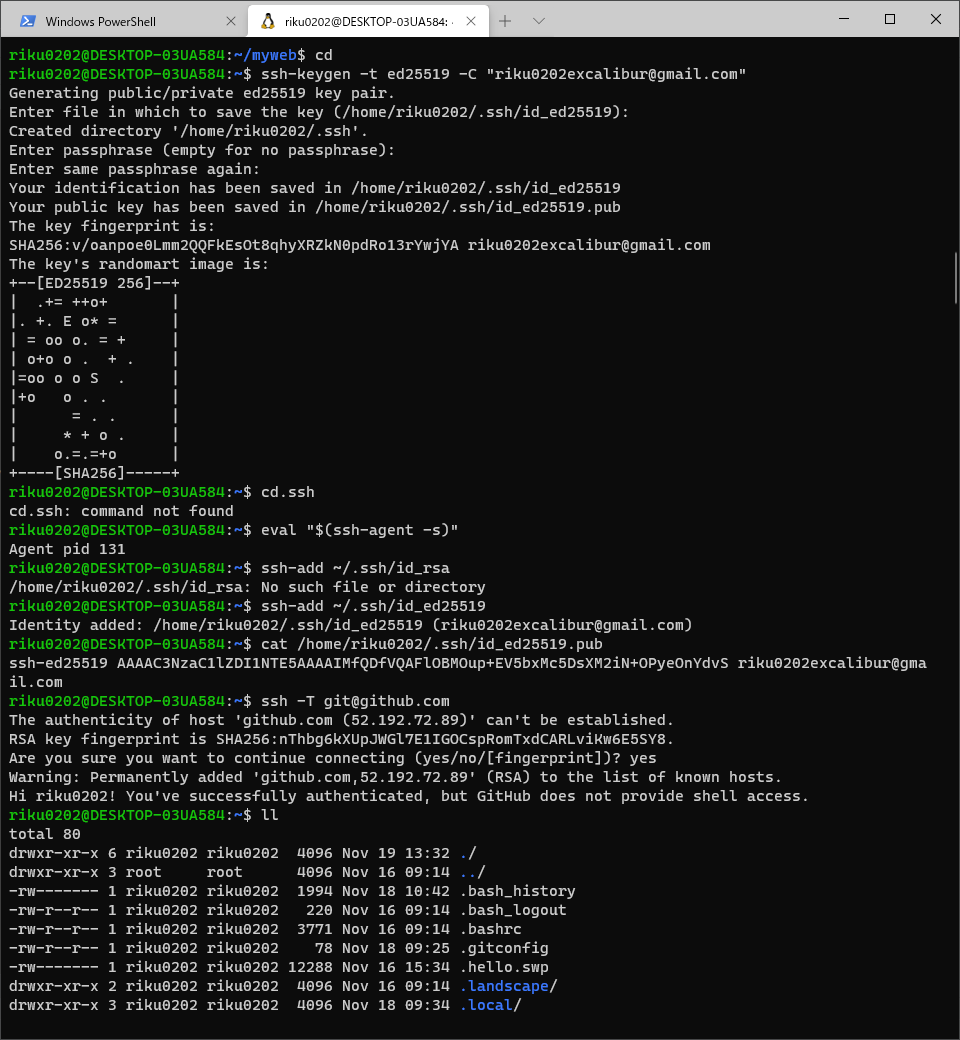 Windows PowerShell
riku0202@DESKTOP-03UA584: ·
riku0202@DESKTOP-03UA584:~/myweb$ cd
riku0202@DESKTOP-03UA584:~$ ssh-keygen -t ed25519 -C "riku0202excalibur@gmail.com"
Generating public/private ed25519 key pair.
Enter file in which to save the key (/home/riku0202/.ssh/id_ed25519):
Created directory '/home/riku0202/.ssh'.
Enter passphrase (empty for no passphrase):
Enter same passphrase again:
Your identification has been saved in /home/riku0202/.ssh/id_ed25519
Your public key has been saved in /home/riku0202/.ssh/id_ed25519.pub
The key fingerprint is:
SHA256:v/oanpoe0Lmm2QQFkEsOt8qhyXRZkN0pdRo13rYwjYA riku0202excalibur@gmail.com
The key's randomart image is:
+--[ED25519 256]--+
|  .+= ++o+       |
|. +. E o* =      |
| = oo o. = +     |
| o+o o .  + .    |
|=oo o o S  .     |
|+o   o . .       |
|      = . .      |
|     * + o .     |
|    o.=.=+o      |
+----[SHA256]-----+
riku0202@DESKTOP-03UA584:~$ cd.ssh
cd.ssh: command not found
riku0202@DESKTOP-03UA584:~$ eval "$(ssh-agent -s)"
Agent pid 131
riku0202@DESKTOP-03UA584:~$ ssh-add ~/.ssh/id_rsa
/home/riku0202/.ssh/id_rsa: No such file or directory
riku0202@DESKTOP-03UA584:~$ ssh-add ~/.ssh/id_ed25519
Identity added: /home/riku0202/.ssh/id_ed25519 (riku0202excalibur@gmail.com)
riku0202@DESKTOP-03UA584:~$ cat /home/riku0202/.ssh/id_ed25519.pub
ssh-ed25519 AAAAC3NzaC1lZDI1NTE5AAAAIMfQDfVQAFlOBMOup+EV5bxMc5DsXM2iN+OPyeOnYdvS riku0202excalibur@gma
il.com
riku0202@DESKTOP-03UA584:~$ ssh -T git@github.com
The authenticity of host 'github.com (52.192.72.89)' can't be established.
RSA key fingerprint is SHA256:nThbg6kXUpJWGl7E1IGOCspRomTxdCARLviKw6E5SY8.
Are you sure you want to continue connecting (yes/no/[fingerprint])? yes
Warning: Permanently added 'github.com,52.192.72.89' (RSA) to the list of known hosts.
Hi riku0202! You've successfully authenticated, but GitHub does not provide shell access.
riku0202@DESKTOP-03UA584:~$ ll
total 80
drwxr-xr-x 6 riku0202 riku0202  4096 Nov 19 13:32 ./
drwxr-xr-x 3 root     root      4096 Nov 16 09:14 ../
-rw------- 1 riku0202 riku0202  1994 Nov 18 10:42 .bash_history
-rw-r--r-- 1 riku0202 riku0202   220 Nov 16 09:14 .bash_logout
-rw-r--r-- 1 riku0202 riku0202  3771 Nov 16 09:14 .bashrc
-rw-r--r-- 1 riku0202 riku0202    78 Nov 18 09:25 .gitconfig
-rw------- 1 riku0202 riku0202 12288 Nov 16 15:34 .hello.swp
drwxr-xr-x 2 riku0202 riku0202  4096 Nov 16 09:14 .landscape/
drwxr-xr-x 3 riku0202 riku0202  4096 Nov 18 09:34 .local/